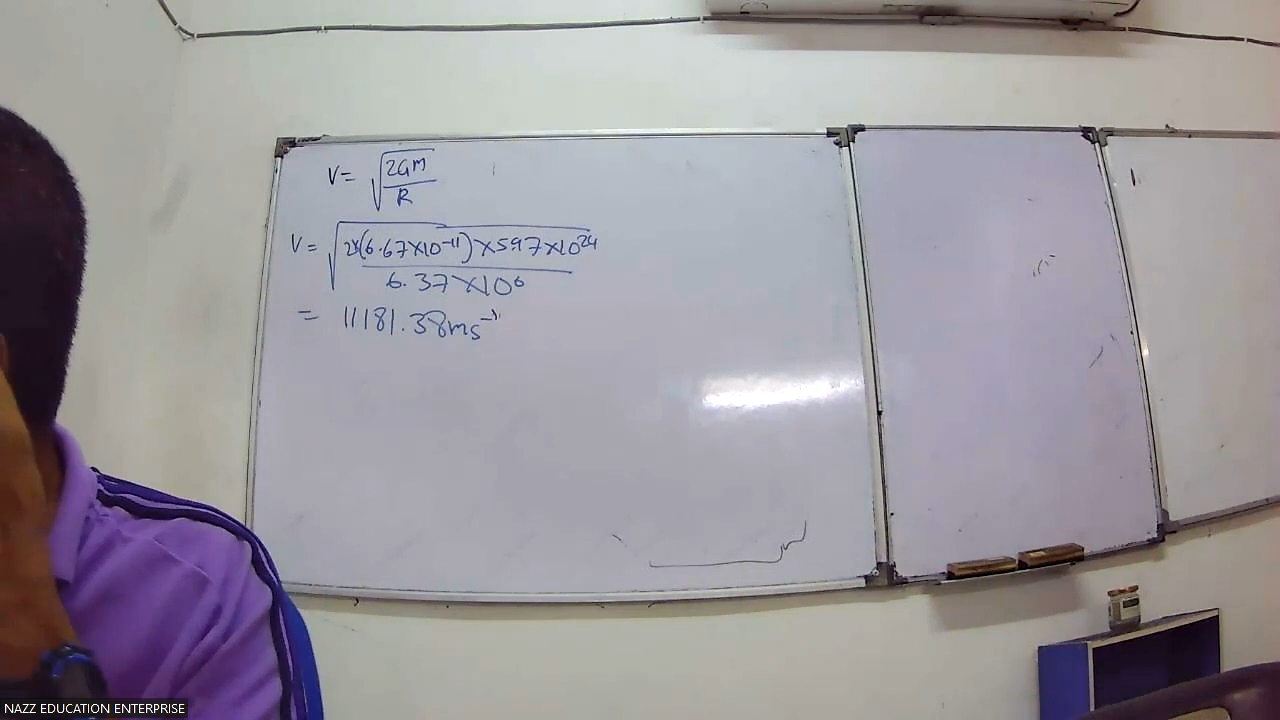 V = √(2GM/R)
V = √(2×(6.67×10⁻¹¹)×5.97×10²⁴/6.37×10⁶)
= 11181.38ms⁻¹
NAZZ EDUCATION ENTERPRISE